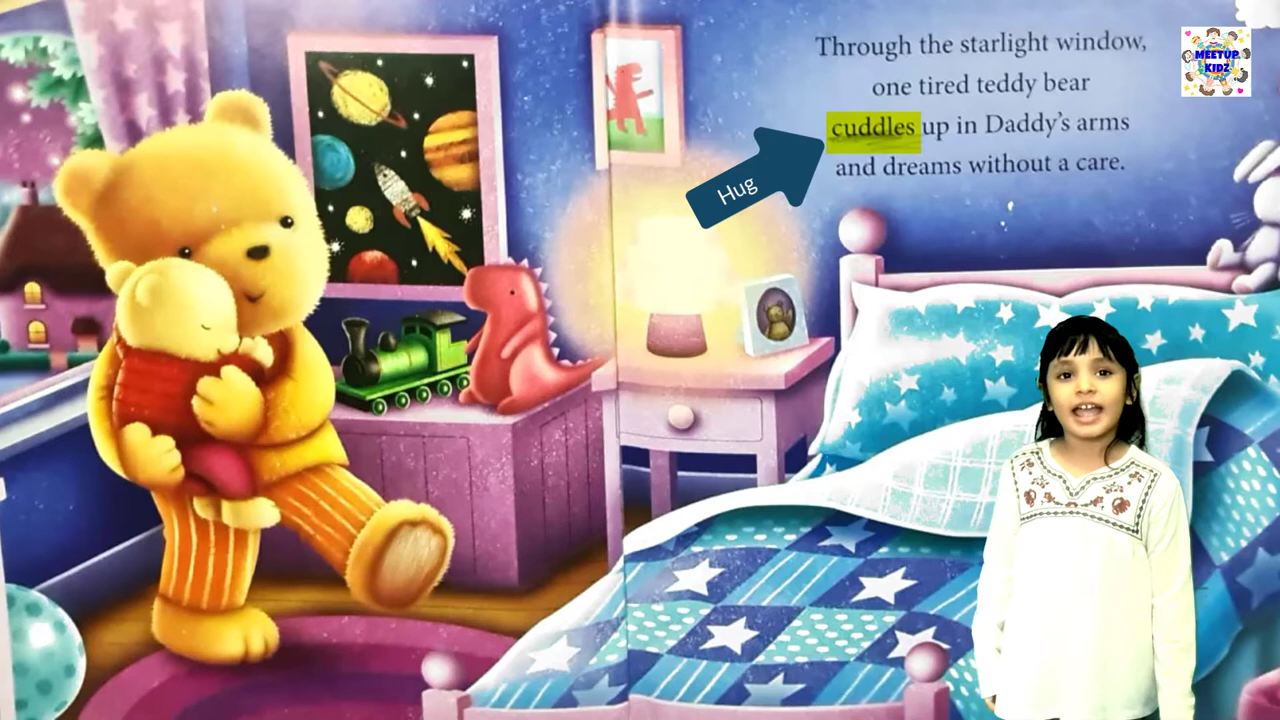 Through the starlight window,
one tired teddy bear
cuddles up in Daddy's arms
and dreams without a care.
Hug
MEETUP
KIDZ